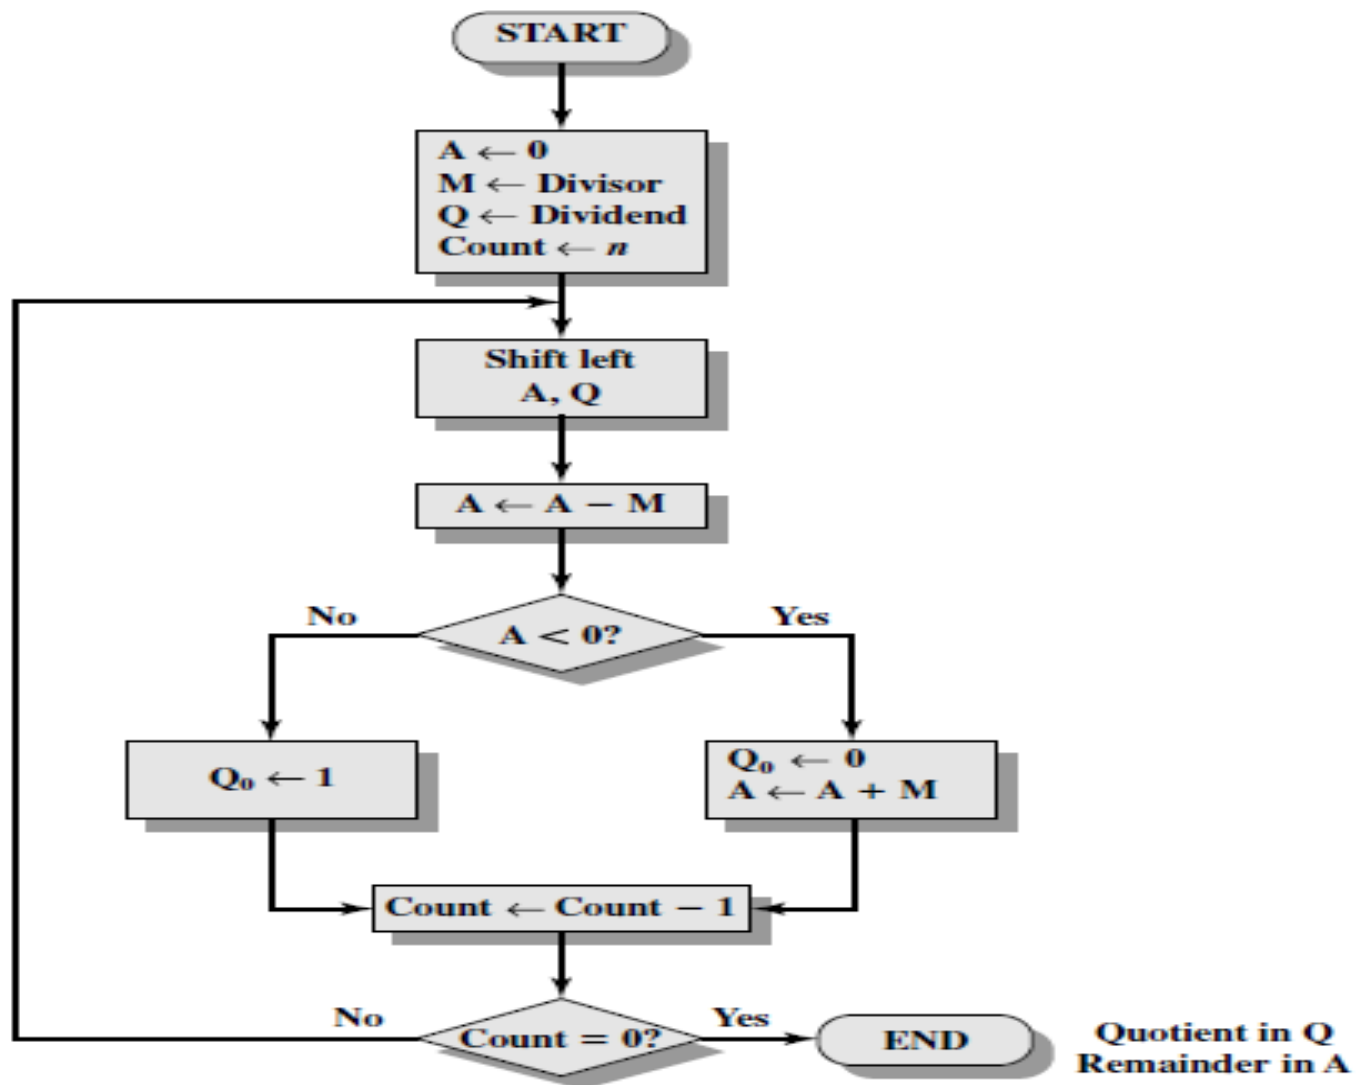 START
A ← 0
M ← Divisor
Q ← Dividend
Count ← n
Shift left
A, Q
A ← A − M
No
A < 0?
Yes
Q₀ ← 1
Q₀ ← 0
A ← A + M
Count ← Count − 1
No
Count = 0?
Yes
END
Quotient in Q
Remainder in A